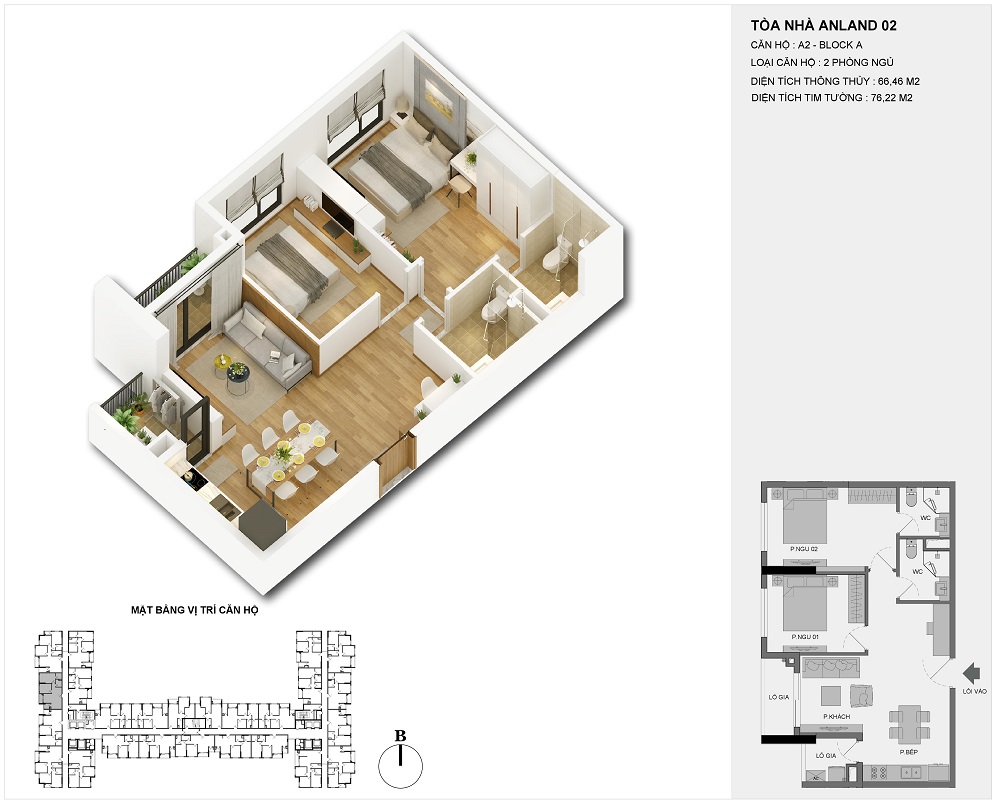 TÒA NHÀ ANLAND 02
CĂN HỘ : A2 - BLOCK A
LOẠI CĂN HỘ : 2 PHÒNG NGỦ
DIỆN TÍCH THÔNG THỦY : 66,46 M2
DIỆN TÍCH TIM TƯỜNG : 76,22 M2
WC
P.NGU 02
WC
P.NGU 01
LÔ GIA
LỐI VÀO
P.KHÁCH
P.BẾP
LÔ GIA
AC
MẶT BẰNG VỊ TRÍ CĂN HỘ
B